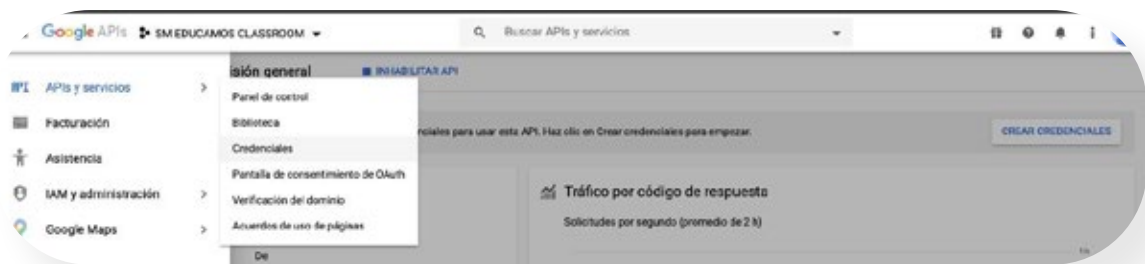 Google APIs SM EDUCAMOS CLASSROOM
Buscar APIs y servicios
sión general
INHABILITAR API
API APIs y servicios
Facturación
Asistencia
IAM y administración
Google Maps
Panel de control
Biblioteca
Credenciales
Pantalla de consentimiento de OAuth
Verificación del dominio
Acuerdos de uso de páginas
nciales para usar esta API. Haz clic en Crear credenciales para empezar.
CREAR CREDENCIALES
Tráfico por código de respuesta
Solicitudes por segundo (promedio de 2 h)
De